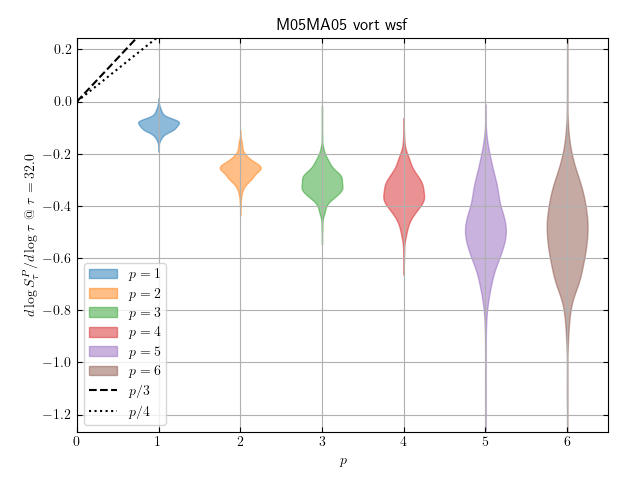 M05MA05 vort wsf
d log S_τ^P / d log τ @ τ = 32.0
0.2
0.0
−0.2
−0.4
−0.6
−0.8
−1.0
−1.2
p = 1
p = 2
p = 3
p = 4
p = 5
p = 6
p/3
p/4
0 1 2 3 4 5 6
p